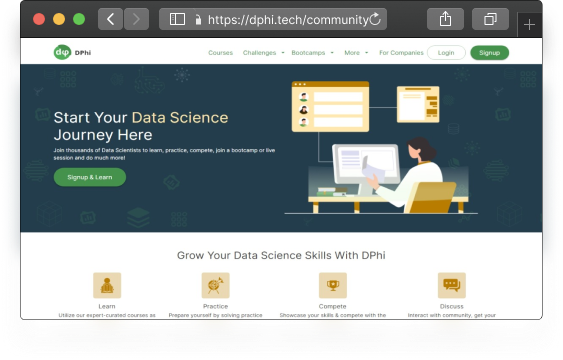 https://dphi.tech/community
dφ DPhi
Courses Challenges Bootcamps More For Companies Login Signup
Start Your Data Science
Journey Here
Join thousands of Data Scientists to learn, practice, compete, join a bootcamp or live
session and do much more!
Signup & Learn
Grow Your Data Science Skills With DPhi
Learn Practice Compete Discuss
Utilize our expert-curated courses as Prepare yourself by solving practice Showcase your skills & compete with the Interact with community, get your